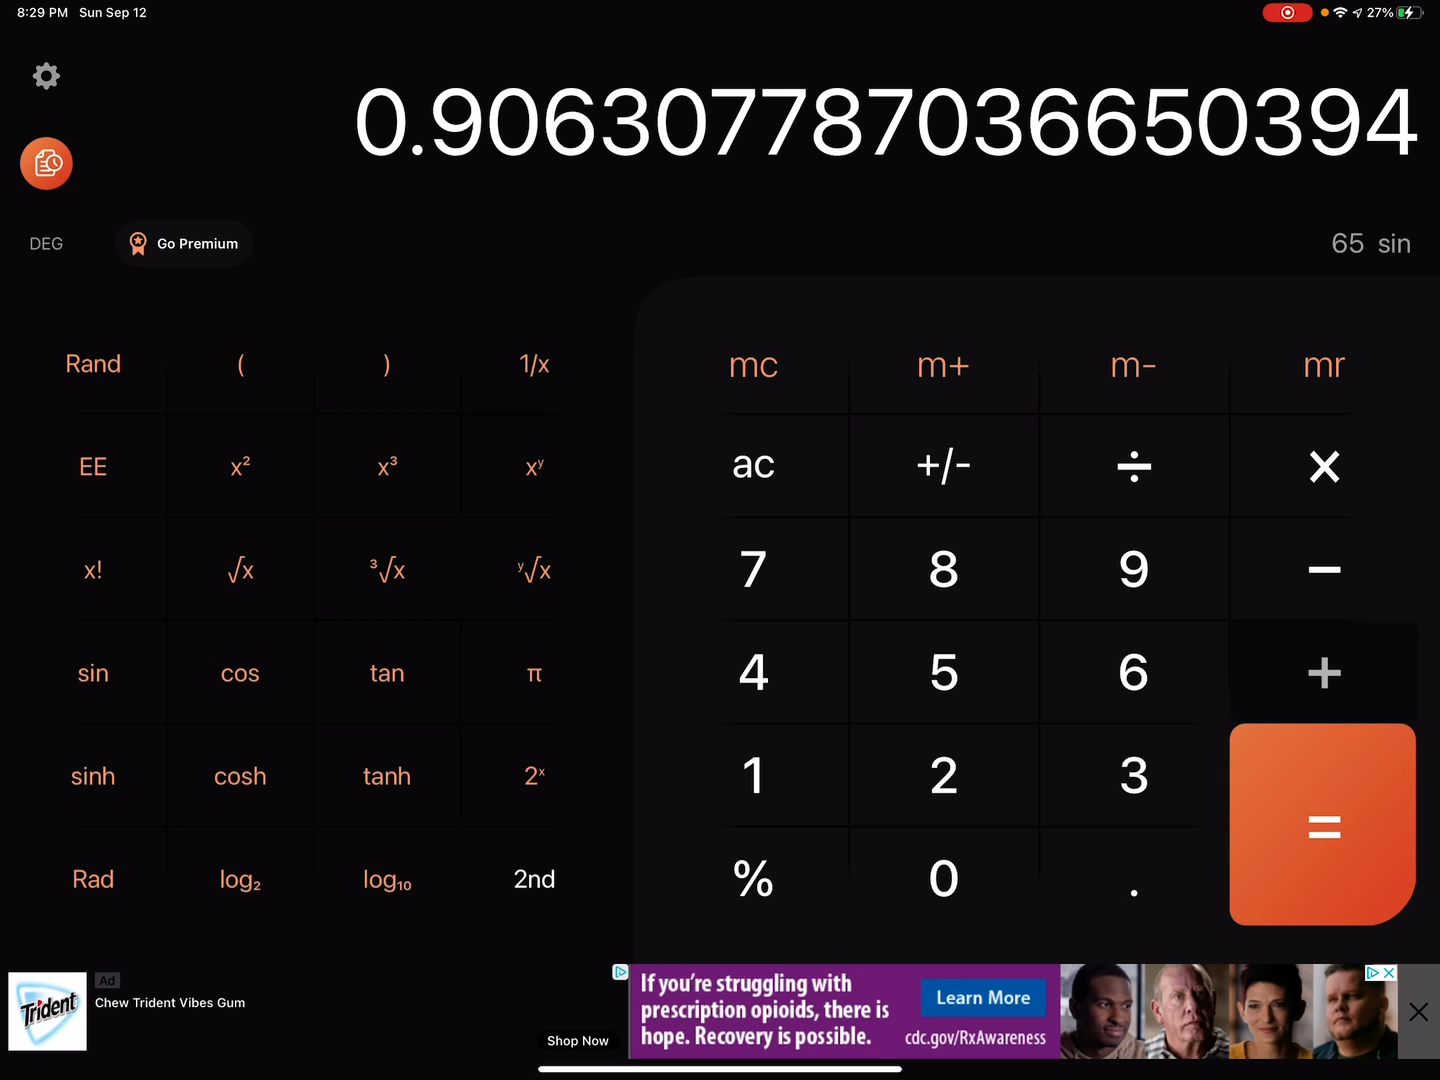 8:29 PM Sun Sep 12
27%
0.906307787036650394
DEG
Go Premium
65 sin
Rand ( ) 1/x mc m+ m- mr
EE x² x³ xʸ ac +/- ÷ ×
x! √x ³√x ʸ√x 7 8 9 −
sin cos tan π 4 5 6 +
sinh cosh tanh 2ˣ 1 2 3
=
Rad log₂ log₁₀ 2nd % 0 .
Trident
Ad
Chew Trident Vibes Gum
Shop Now
If you're struggling with
prescription opioids, there is
hope. Recovery is possible.
Learn More
cdc.gov/RxAwareness